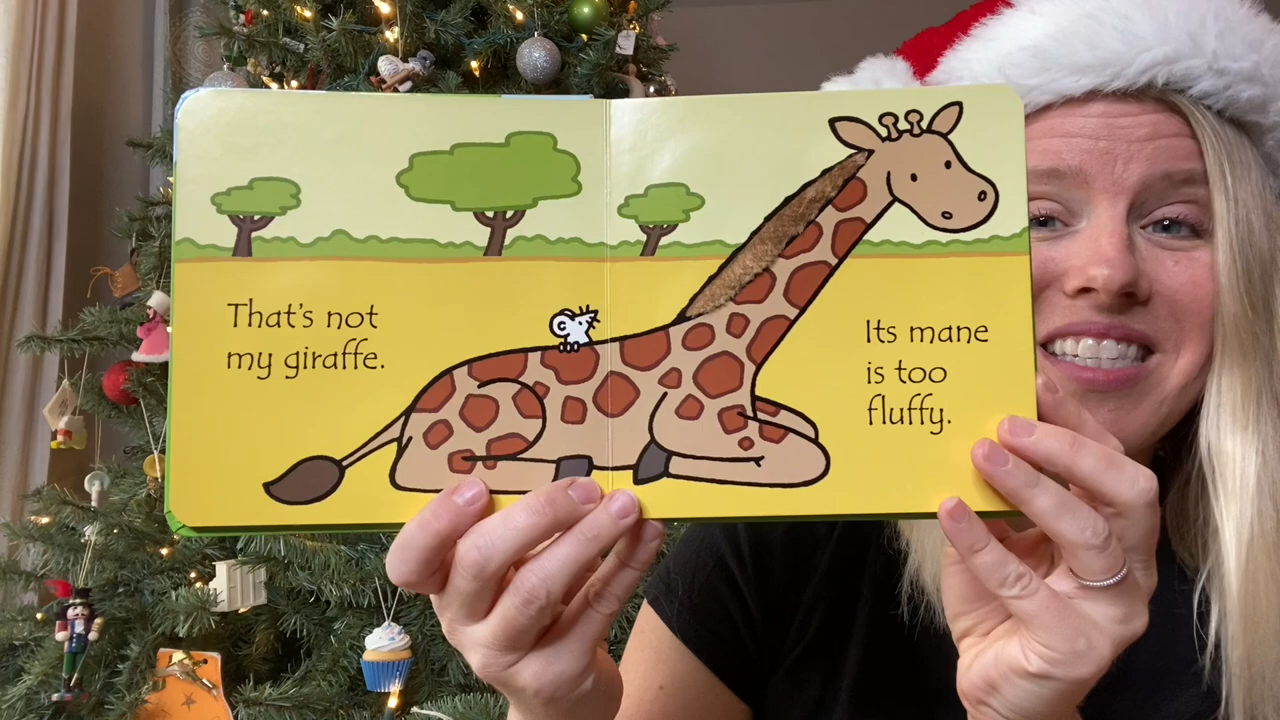 That's not
my giraffe.
Its mane
is too
fluffy.